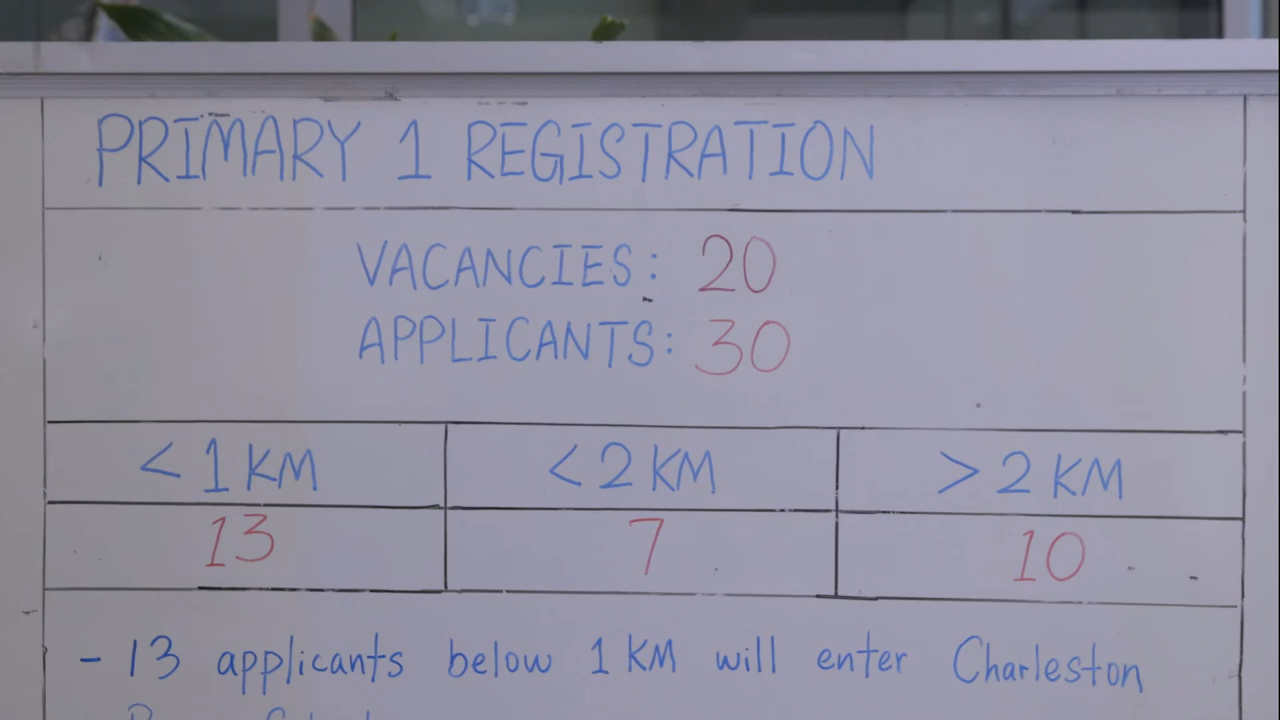 PRIMARY 1 REGISTRATION
VACANCIES: 20
APPLICANTS: 30
< 1 KM < 2 KM > 2 KM
13 7 10
- 13 applicants below 1 KM will enter Charleston